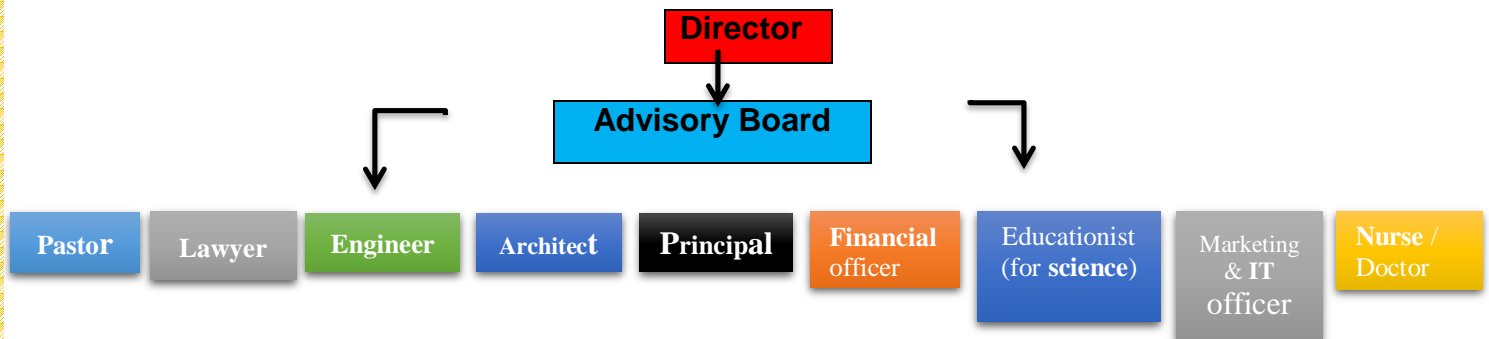 Director
Advisory Board
Pastor
Lawyer
Engineer
Architect
Principal
Financial
officer
Educationist
(for science)
Marketing
& IT
officer
Nurse /
Doctor